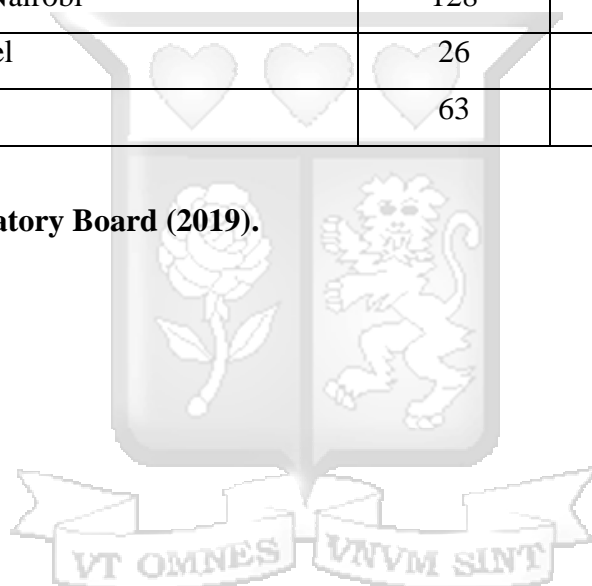 Nairobi 128
el 26
63
atory Board (2019).
VT OMNES VNVM SINT